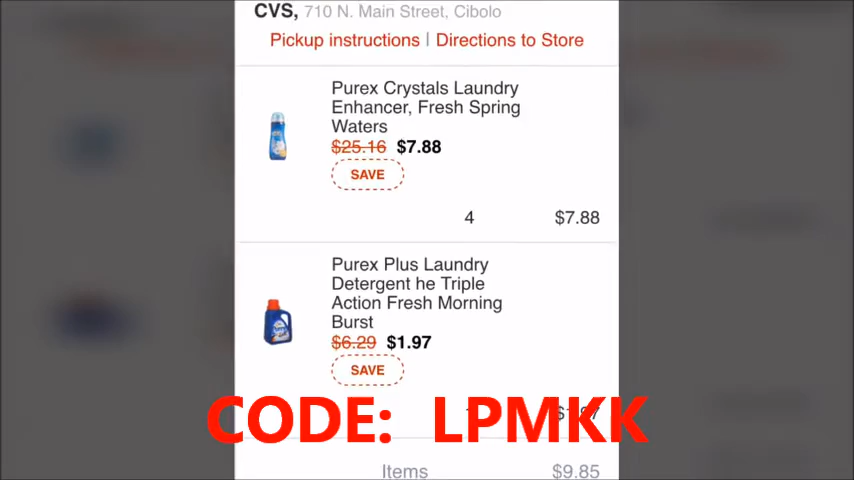 CVS, 710 N. Main Street, Cibolo
Pickup instructions | Directions to Store
Purex Crystals Laundry
Enhancer, Fresh Spring
Waters
$25.16 $7.88
SAVE
4 $7.88
Purex Plus Laundry
Detergent he Triple
Action Fresh Morning
Burst
$6.29 $1.97
SAVE
CODE: LPMKK
Items $9.85